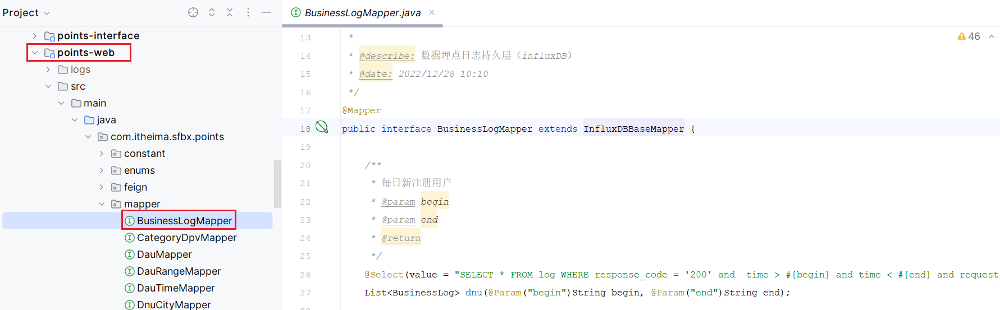 Project
points-interface
points-web
logs
src
main
java
com.itheima.sfbx.points
constant
enums
feign
mapper
BusinessLogMapper
CategoryDpvMapper
DauMapper
DauRangeMapper
DauTimeMapper
DnuCityMapper
BusinessLogMapper.java
46
13 *
14 * @describe: 数据埋点日志持久层（influxDB）
15 * @date: 2022/12/28 10:10
16 */
17 @Mapper
18 public interface BusinessLogMapper extends InfluxDBBaseMapper {
19
20 /**
21 * 每日新注册用户
22 * @param begin
23 * @param end
24 * @return
25 */
26 @Select(value = "SELECT * FROM log WHERE response_code = '200' and  time > #{begin} and time < #{end} and request_
27 List<BusinessLog> dnu(@Param("begin")String begin, @Param("end")String end);